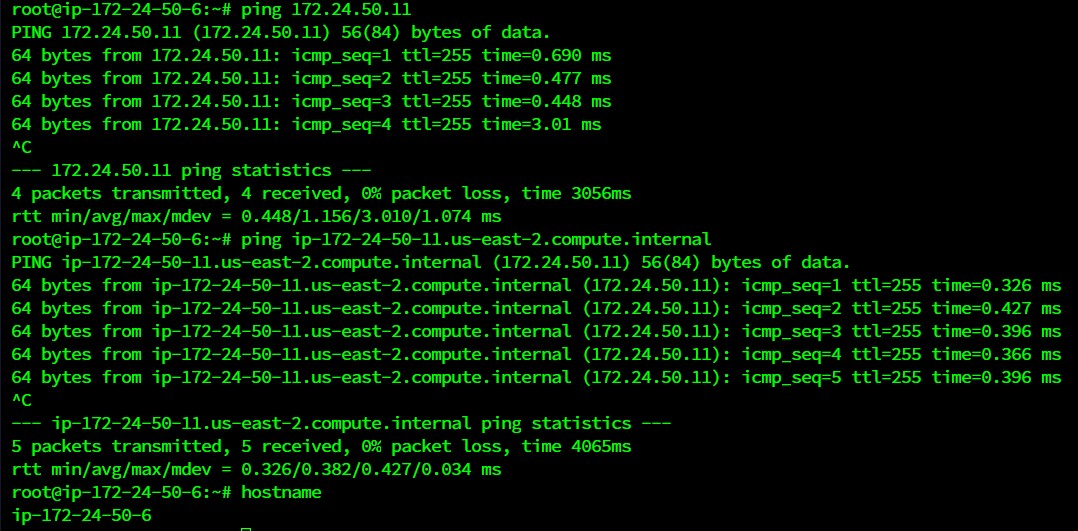 root@ip-172-24-50-6:~# ping 172.24.50.11
PING 172.24.50.11 (172.24.50.11) 56(84) bytes of data.
64 bytes from 172.24.50.11: icmp_seq=1 ttl=255 time=0.690 ms
64 bytes from 172.24.50.11: icmp_seq=2 ttl=255 time=0.477 ms
64 bytes from 172.24.50.11: icmp_seq=3 ttl=255 time=0.448 ms
64 bytes from 172.24.50.11: icmp_seq=4 ttl=255 time=3.01 ms
^C
--- 172.24.50.11 ping statistics ---
4 packets transmitted, 4 received, 0% packet loss, time 3056ms
rtt min/avg/max/mdev = 0.448/1.156/3.010/1.074 ms
root@ip-172-24-50-6:~# ping ip-172-24-50-11.us-east-2.compute.internal
PING ip-172-24-50-11.us-east-2.compute.internal (172.24.50.11) 56(84) bytes of data.
64 bytes from ip-172-24-50-11.us-east-2.compute.internal (172.24.50.11): icmp_seq=1 ttl=255 time=0.326 ms
64 bytes from ip-172-24-50-11.us-east-2.compute.internal (172.24.50.11): icmp_seq=2 ttl=255 time=0.427 ms
64 bytes from ip-172-24-50-11.us-east-2.compute.internal (172.24.50.11): icmp_seq=3 ttl=255 time=0.396 ms
64 bytes from ip-172-24-50-11.us-east-2.compute.internal (172.24.50.11): icmp_seq=4 ttl=255 time=0.366 ms
64 bytes from ip-172-24-50-11.us-east-2.compute.internal (172.24.50.11): icmp_seq=5 ttl=255 time=0.396 ms
^C
--- ip-172-24-50-11.us-east-2.compute.internal ping statistics ---
5 packets transmitted, 5 received, 0% packet loss, time 4065ms
rtt min/avg/max/mdev = 0.326/0.382/0.427/0.034 ms
root@ip-172-24-50-6:~# hostname
ip-172-24-50-6